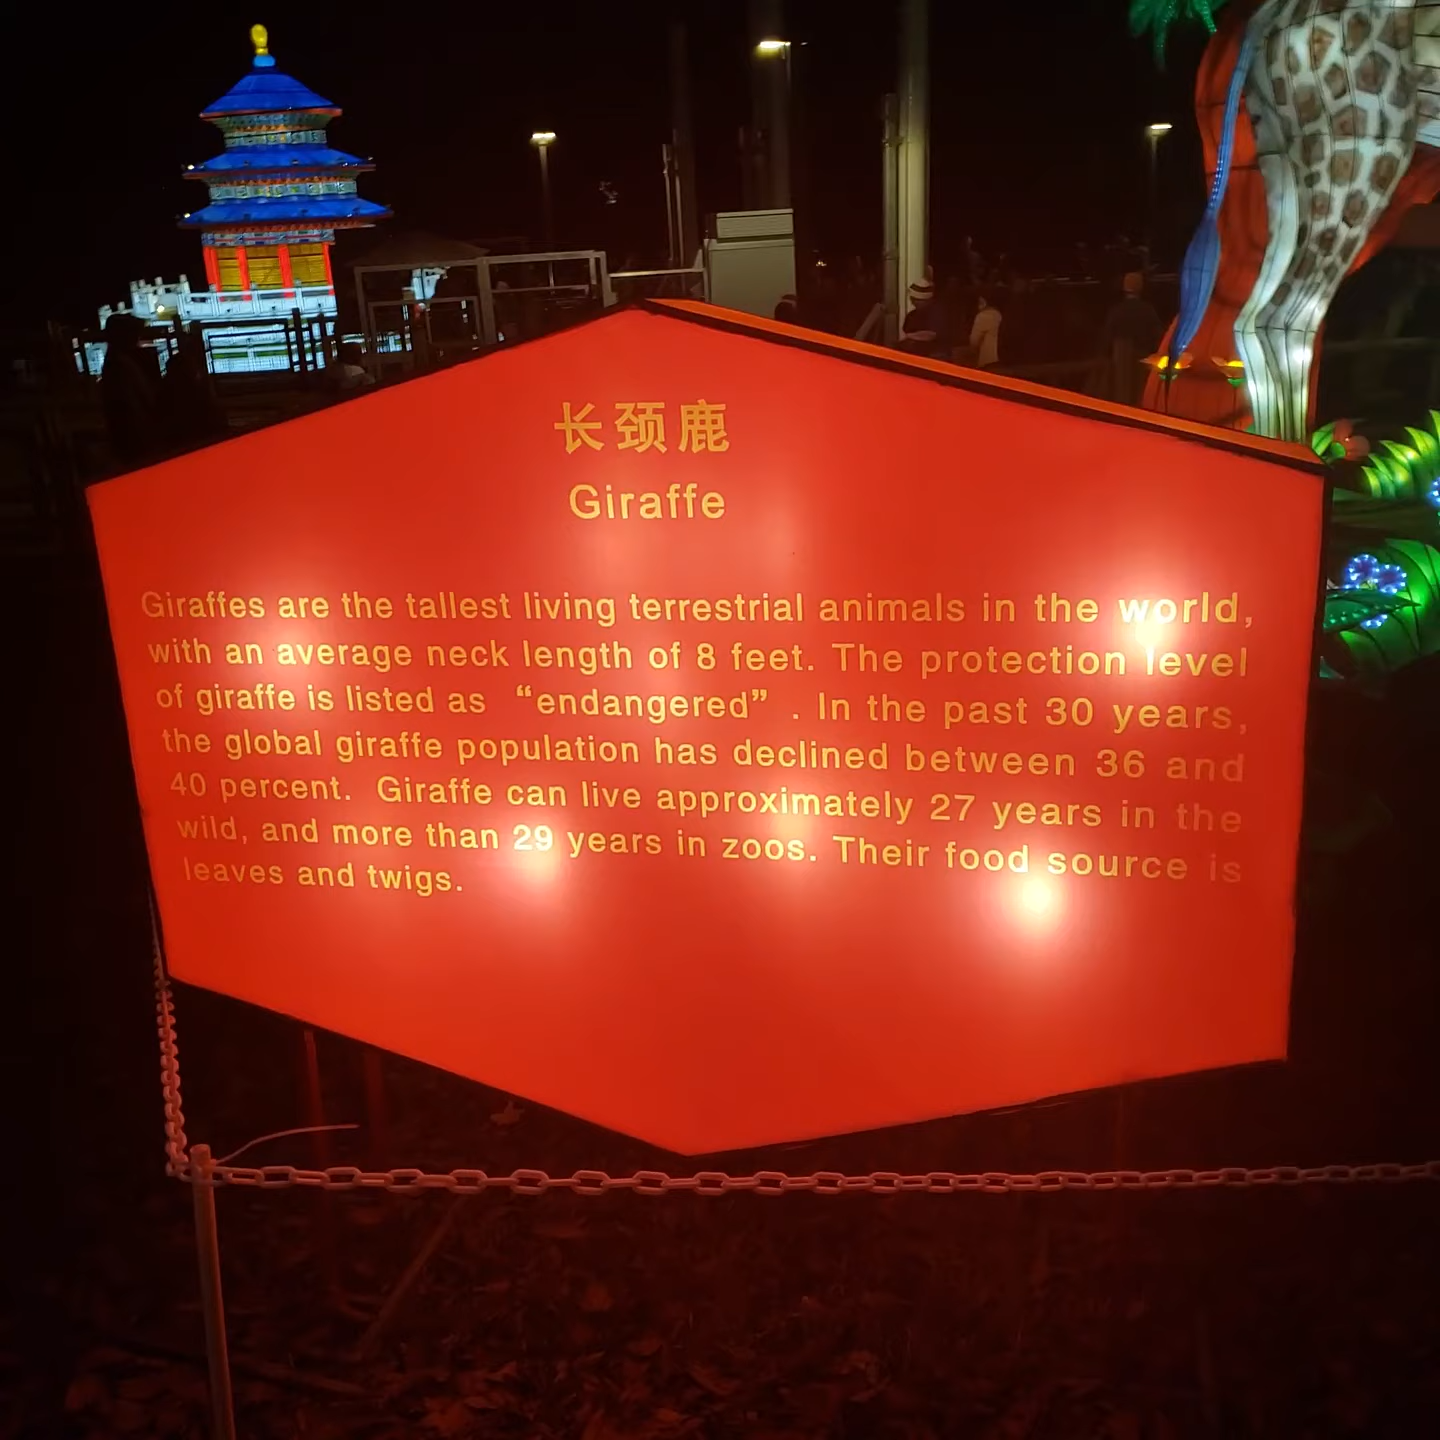 长颈鹿
Giraffe
Giraffes are the tallest living terrestrial animals in the world,
with an average neck length of 8 feet. The protection level
of giraffe is listed as “endangered” . In the past 30 years,
the global giraffe population has declined between 36 and
40 percent. Giraffe can live approximately 27 years in the
wild, and more than 29 years in zoos. Their food source is
leaves and twigs.